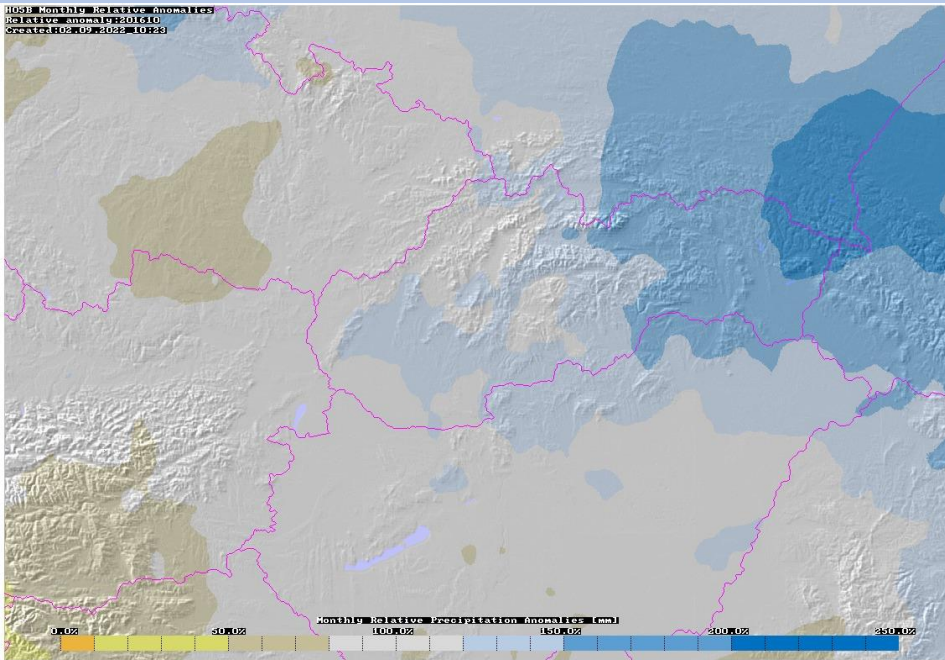 HOSB Monthly Relative Anomalies
Relative anomaly:201610
Created:02.09.2022 10:23
Monthly Relative Precipitation Anomalies [mm]
0.0% 50.0% 100.0% 150.0% 200.0% 250.0%